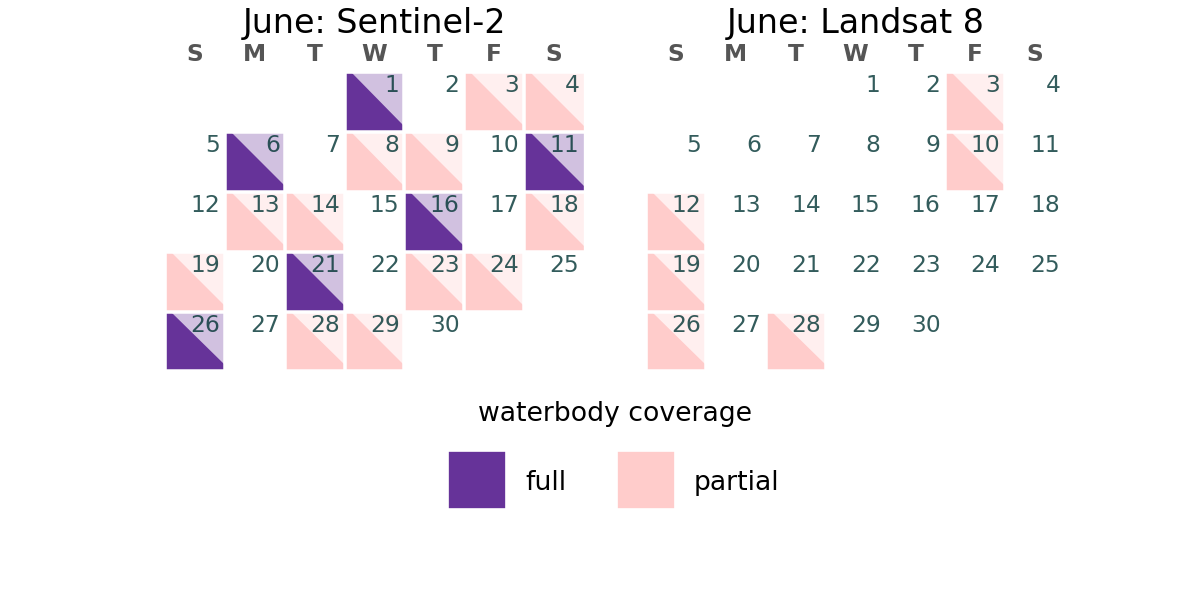 June: Sentinel-2
S M T W T F S
1 2 3 4
5 6 7 8 9 10 11
12 13 14 15 16 17 18
19 20 21 22 23 24 25
26 27 28 29 30
June: Landsat 8
S M T W T F S
1 2 3 4
5 6 7 8 9 10 11
12 13 14 15 16 17 18
19 20 21 22 23 24 25
26 27 28 29 30
waterbody coverage
full partial